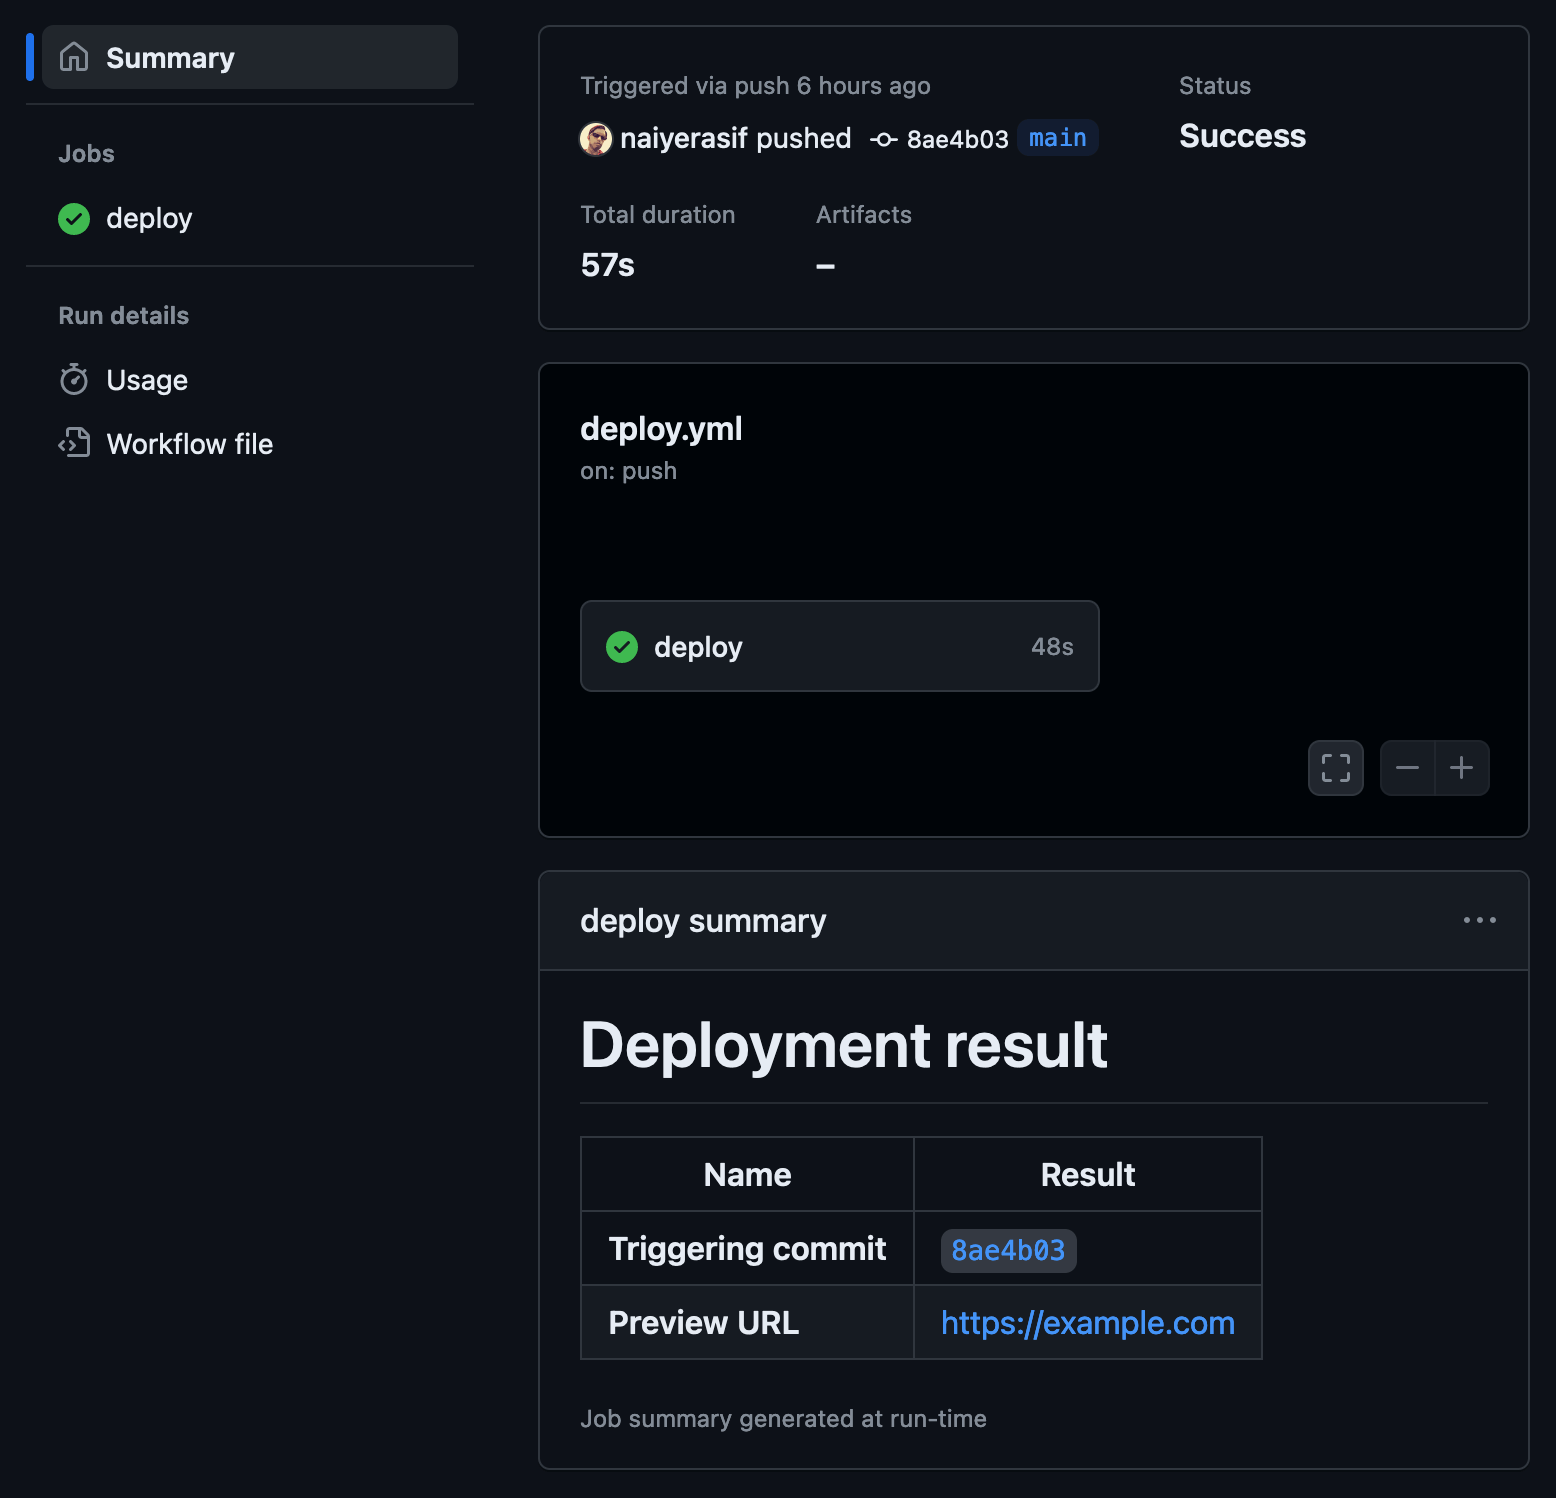 Summary
Jobs
deploy
Run details
Usage
Workflow file
Triggered via push 6 hours ago
naiyerasif pushed 8ae4b03 main
Status
Success
Total duration
57s
Artifacts
–
deploy.yml
on: push
deploy 48s
deploy summary
Deployment result
Name Result
Triggering commit 8ae4b03
Preview URL https://example.com
Job summary generated at run-time